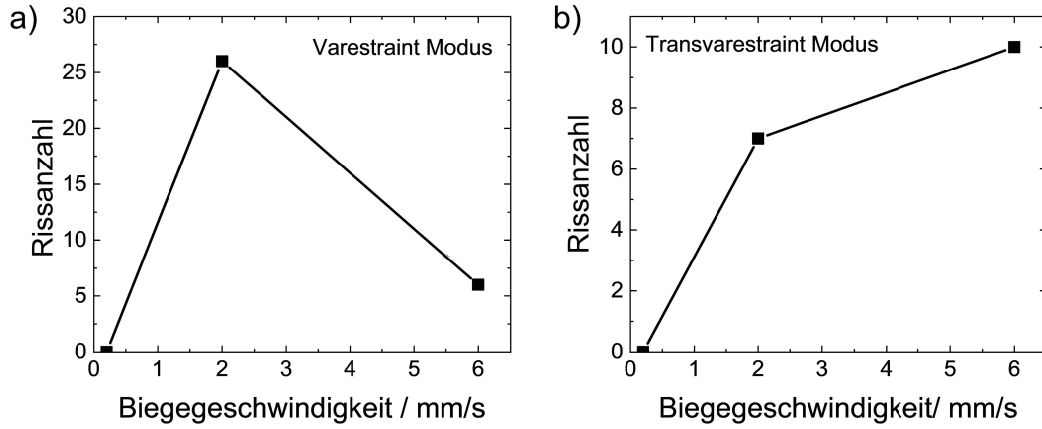 a)
Varestraint Modus
30
25
20
15
10
5
0
Rissanzahl
0 1 2 3 4 5 6
Biegegeschwindigkeit / mm/s
b)
Transvarestraint Modus
10
8
6
4
2
0
Rissanzahl
0 1 2 3 4 5 6
Biegegeschwindigkeit/ mm/s